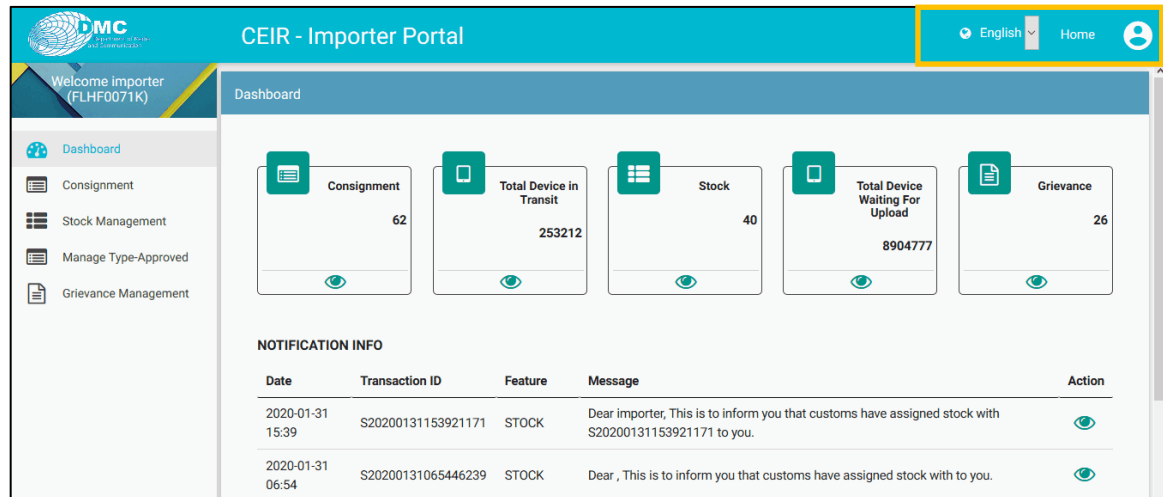 DMC
CEIR - Importer Portal
English
Home
Welcome importer
(FLHF0071K)
Dashboard
Consignment
Stock Management
Manage Type-Approved
Grievance Management
Dashboard
Consignment
62
Total Device in
Transit
253212
Stock
40
Total Device
Waiting For
Upload
8904777
Grievance
26
NOTIFICATION INFO
Date Transaction ID Feature Message Action
2020-01-31
15:39
S20200131153921171 STOCK
Dear importer, This is to inform you that customs have assigned stock with
S20200131153921171 to you.
2020-01-31
06:54
S20200131065446239 STOCK
Dear , This is to inform you that customs have assigned stock with to you.